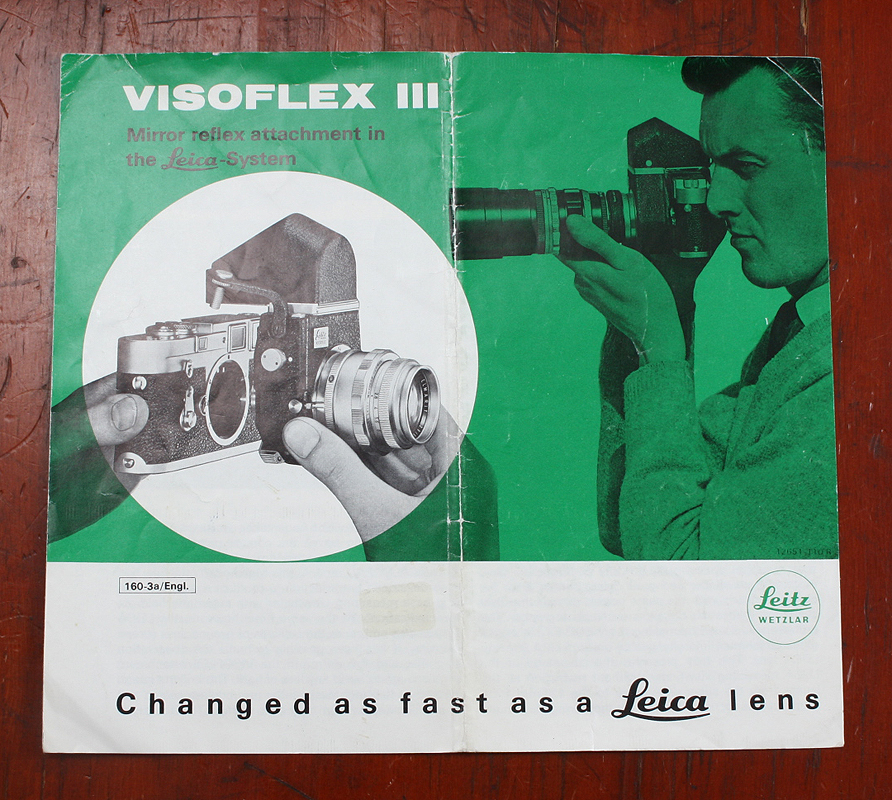 VISOFLEX III
Mirror reflex attachment in
the Leica-System
160-3a/Engl.
Leitz
WETZLAR
Changed as fast as a Leica lens